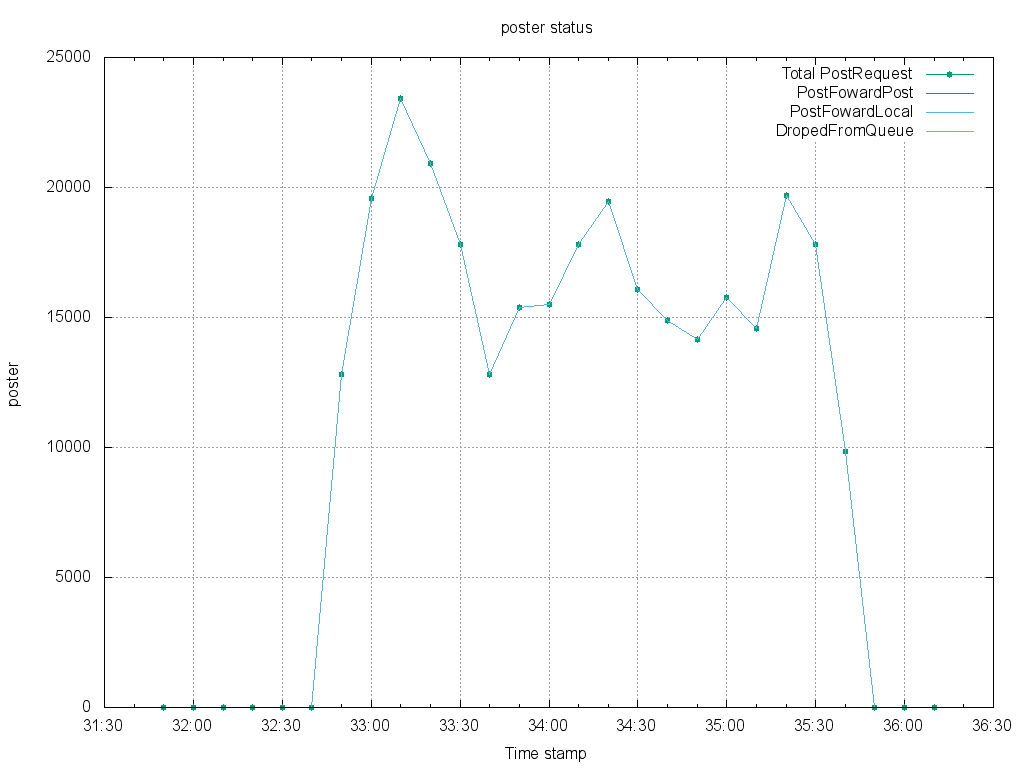 poster status
25000
20000
15000
10000
5000
0
poster
Total PostRequest
PostFowardPost
PostFowardLocal
DropedFromQueue
31:30 32:00 32:30 33:00 33:30 34:00 34:30 35:00 35:30 36:00 36:30
Time stamp